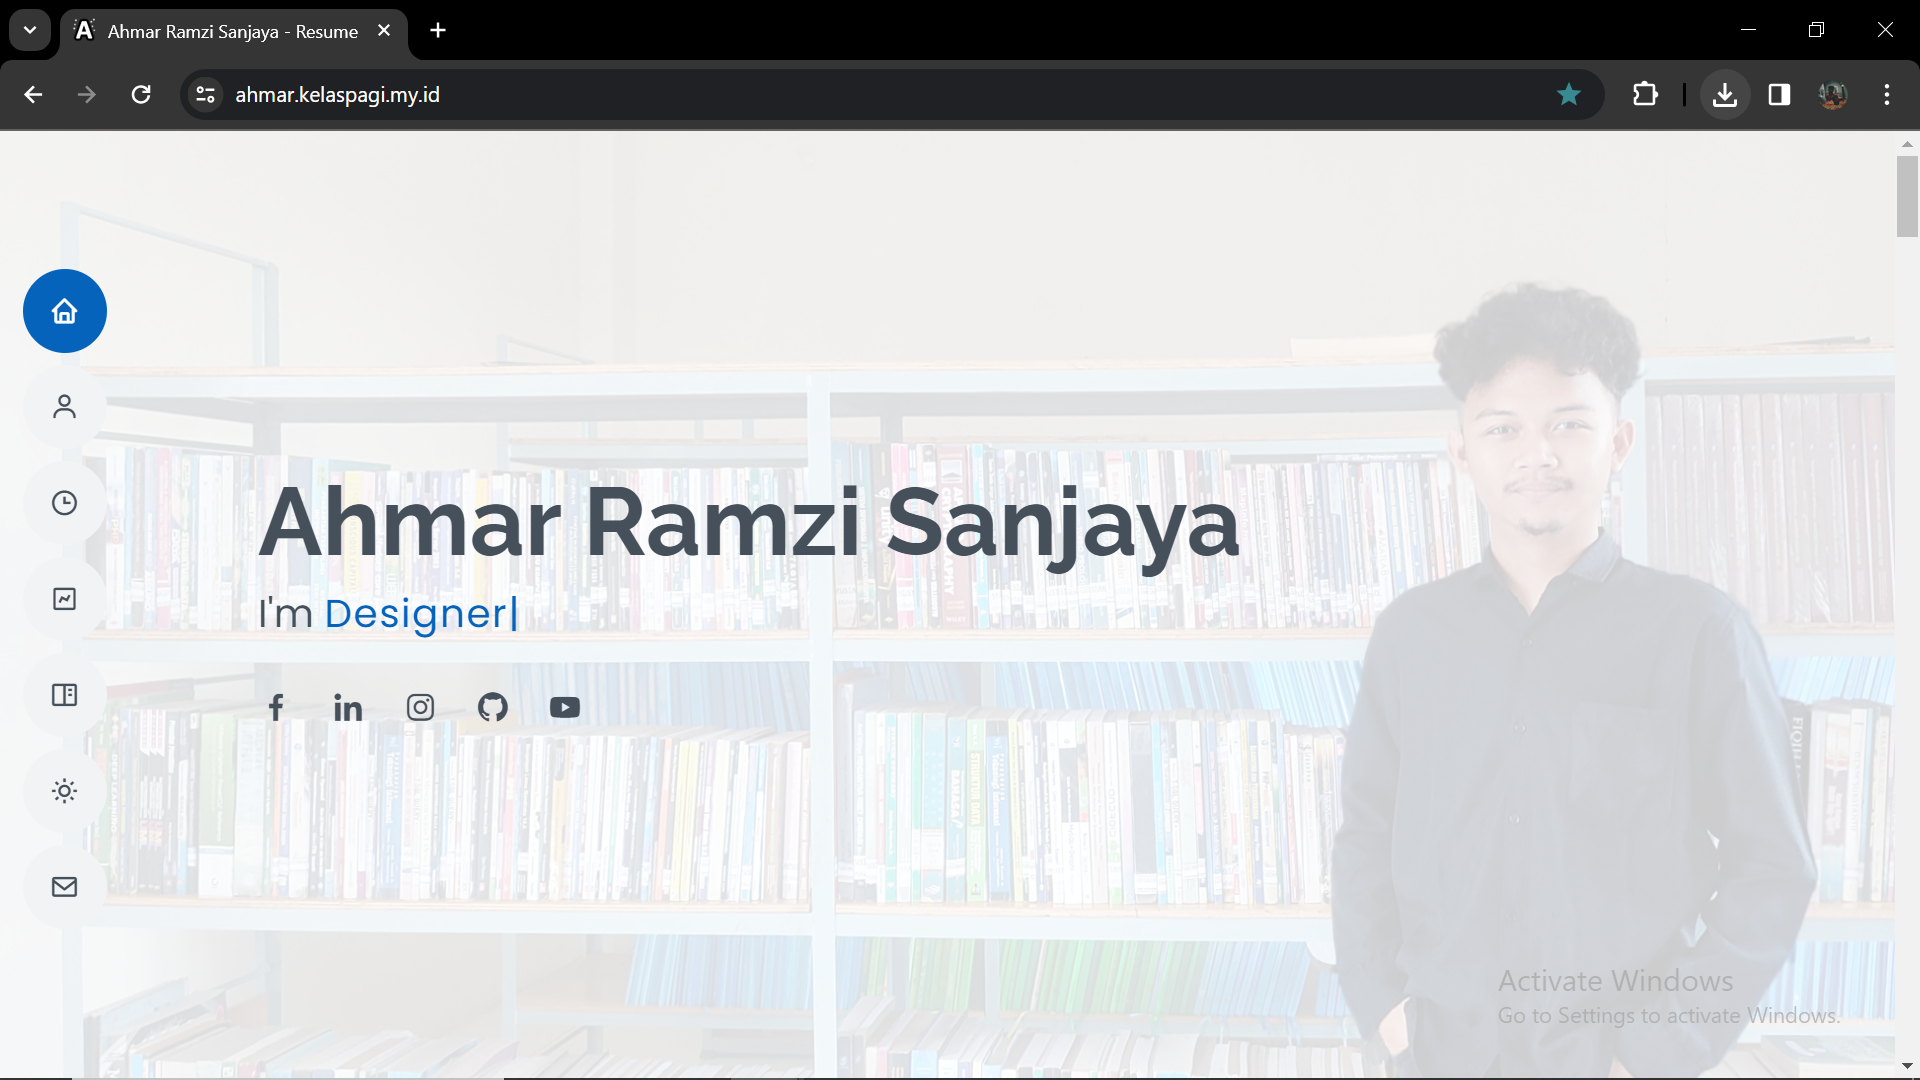 Ahmar Ramzi Sanjaya - Resume
ahmar.kelaspagi.my.id
Ahmar Ramzi Sanjaya
I'm Designer|
Activate Windows
Go to Settings to activate Windows.